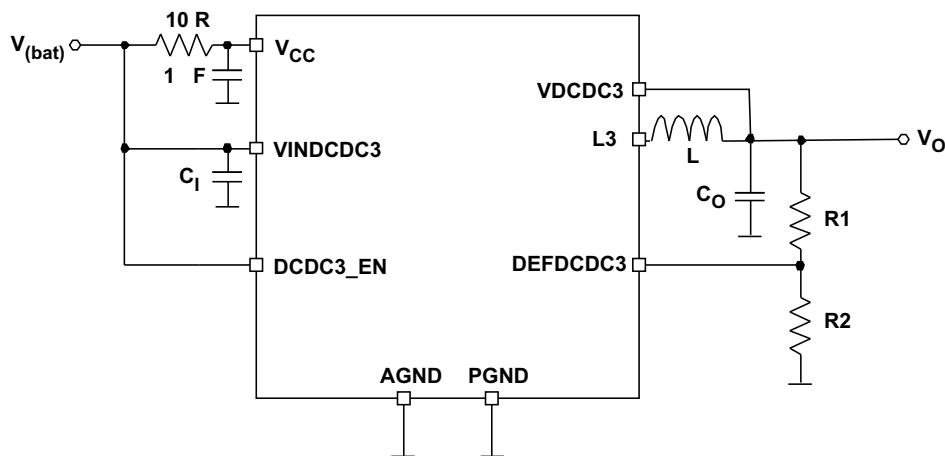 10 R
V(bat)
VCC
1 F
VDCDC3
L3
VO
L
VINDCDC3
CI
CO
R1
DCDC3_EN
DEFDCDC3
R2
AGND PGND